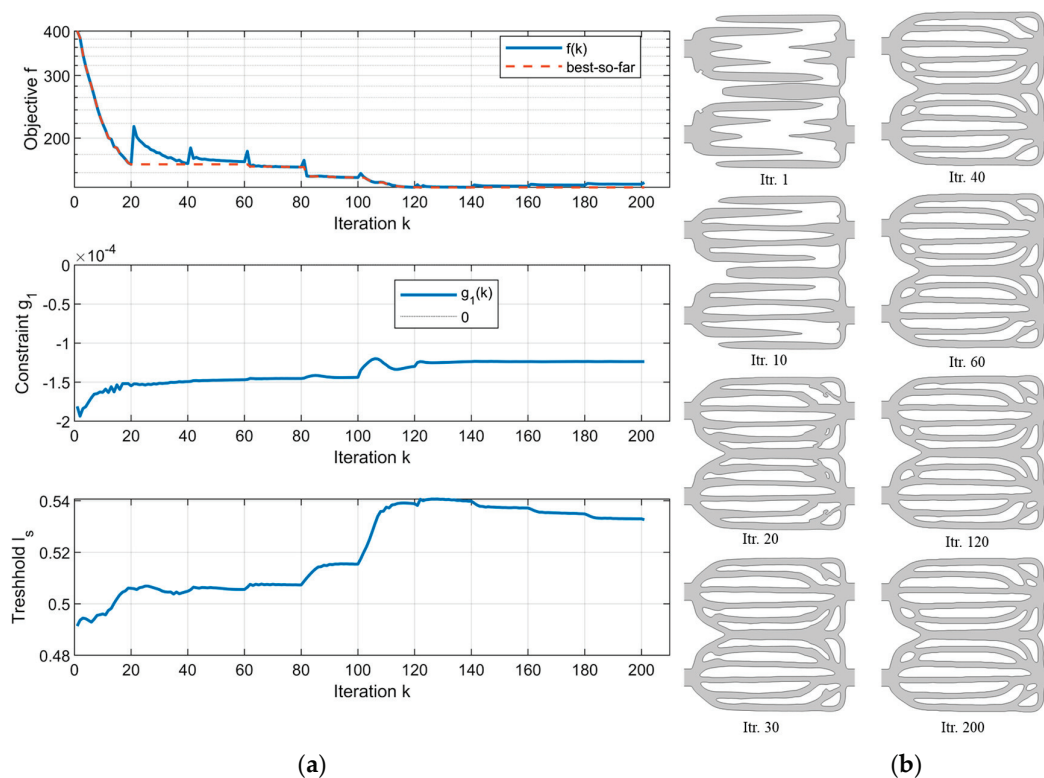 400
300
200
Objective f
f(k)
best-so-far
0 20 40 60 80 100 120 140 160 180 200
Iteration k
×10⁻⁴
0
-0.5
-1
-1.5
-2
Constraint g₁
g₁(k)
0
0 20 40 60 80 100 120 140 160 180 200
Iteration k
0.54
0.52
0.5
0.48
Treshhold lₛ
0 20 40 60 80 100 120 140 160 180 200
Iteration k
(a)
Itr. 1
Itr. 40
Itr. 10
Itr. 60
Itr. 20
Itr. 120
Itr. 30
Itr. 200
(b)